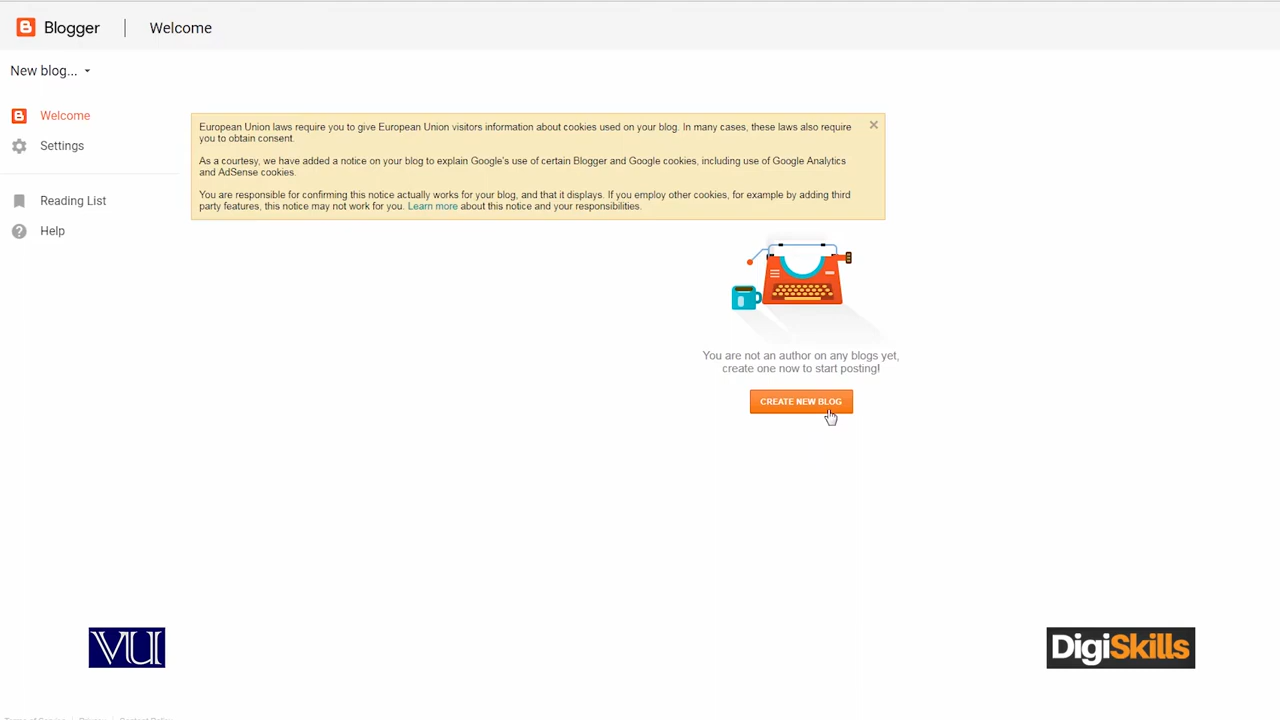 Blogger
Welcome
New blog...
Welcome
Settings
Reading List
Help
European Union laws require you to give European Union visitors information about cookies used on your blog. In many cases, these laws also require
you to obtain consent.
As a courtesy, we have added a notice on your blog to explain Google's use of certain Blogger and Google cookies, including use of Google Analytics
and AdSense cookies.
You are responsible for confirming this notice actually works for your blog, and that it displays. If you employ other cookies, for example by adding third
party features, this notice may not work for you. Learn more about this notice and your responsibilities.
You are not an author on any blogs yet,
create one now to start posting!
CREATE NEW BLOG
VU
DigiSkills